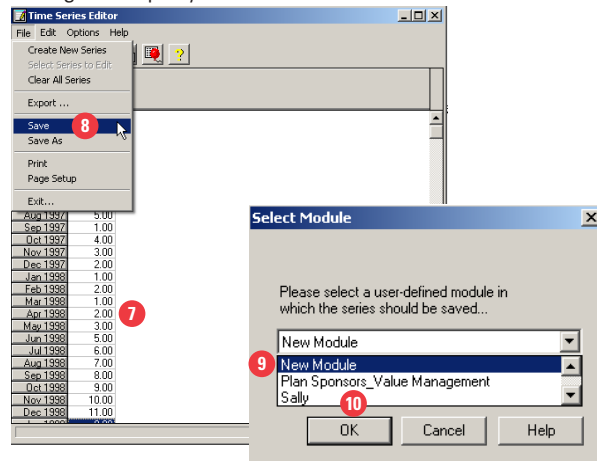 Time Series Editor
File Edit Options Help
Create New Series
Select Series to Edit
Clear All Series
Export ...
Save 8
Save As
Print
Page Setup
Exit...
Aug 1997 5.00
Sep 1997 1.00
Oct 1997 4.00
Nov 1997 3.00
Dec 1997 2.00
Jan 1998 1.00
Feb 1998 2.00
Mar 1998 1.00
Apr 1998 2.00 7
May 1998 3.00
Jun 1998 5.00
Jul 1998 6.00
Aug 1998 7.00
Sep 1998 8.00
Oct 1998 9.00
Nov 1998 10.00
Dec 1998 11.00
Select Module
Please select a user-defined module in
which the series should be saved...
New Module
9 New Module
Plan Sponsors_Value Management
Sally
10
OK Cancel Help